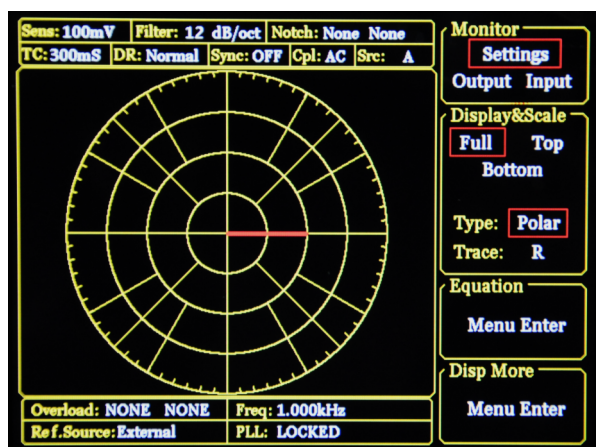 Sens: 100mV Filter: 12 dB/oct Notch: None None
TC: 300mS DR: Normal Sync: OFF Cpl: AC Src: A
Monitor
Settings
Output Input
Display&Scale
Full Top
Bottom
Type: Polar
Trace: R
Equation
Menu Enter
Disp More
Menu Enter
Overload: NONE NONE Freq: 1.000kHz
Ref.Source: External PLL: LOCKED